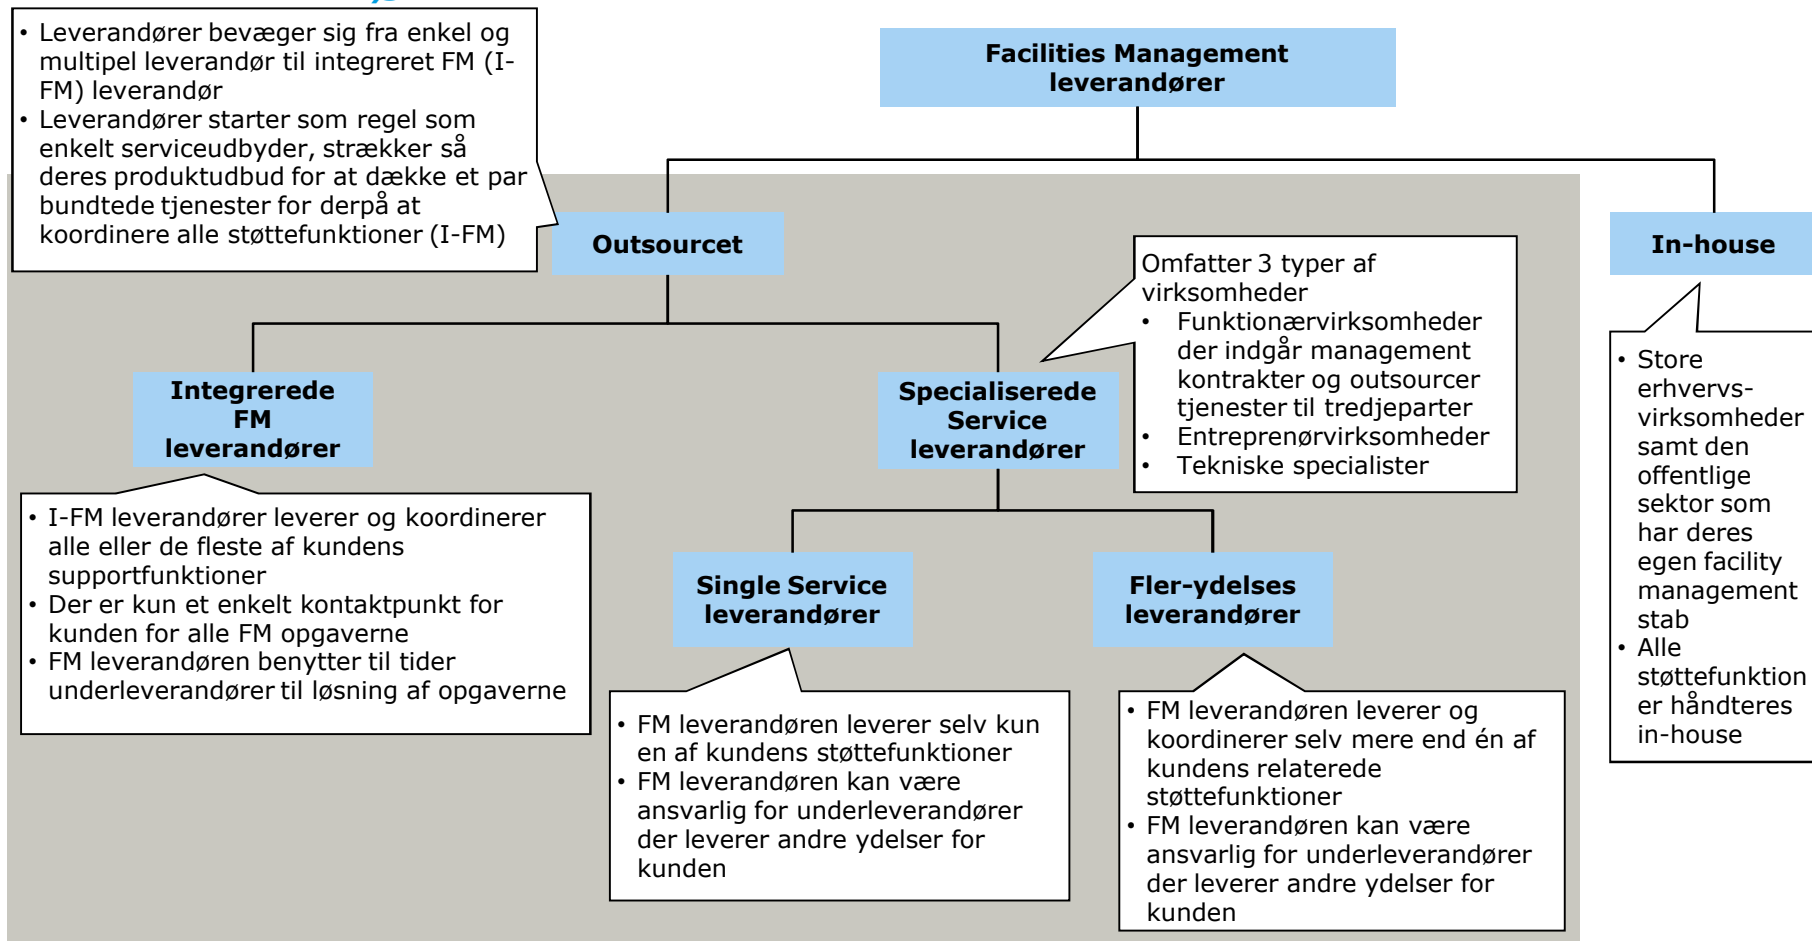 • Leverandører bevæger sig fra enkel og
multipel leverandør til integreret FM (I-
FM) leverandør
• Leverandører starter som regel som
enkelt serviceudbyder, strækker så
deres produktudbud for at dække et par
bundtede tjenester for derpå at
koordinere alle støttefunktioner (I-FM)
Facilities Management
leverandører
Outsourcet
In-house
Omfatter 3 typer af
virksomheder
• Funktionærvirksomheder
der indgår management
kontrakter og outsourcer
tjenester til tredjeparter
• Entreprenørvirksomheder
• Tekniske specialister
Integrerede
FM
leverandører
Specialiserede
Service
leverandører
• Store
erhvervs-
virksomheder
samt den
offentlige
sektor som
har deres
egen facility
management
stab
• Alle
støttefunktion
er håndteres
in-house
• I-FM leverandører leverer og koordinerer
alle eller de fleste af kundens
supportfunktioner
• Der er kun et enkelt kontaktpunkt for
kunden for alle FM opgaverne
• FM leverandøren benytter til tider
underleverandører til løsning af opgaverne
Single Service
leverandører
Fler-ydelses
leverandører
• FM leverandøren leverer selv kun
en af kundens støttefunktioner
• FM leverandøren kan være
ansvarlig for underleverandører
der leverer andre ydelser for
kunden
• FM leverandøren leverer og
koordinerer selv mere end én af
kundens relaterede
støttefunktioner
• FM leverandøren kan være
ansvarlig for underleverandører
der leverer andre ydelser for
kunden